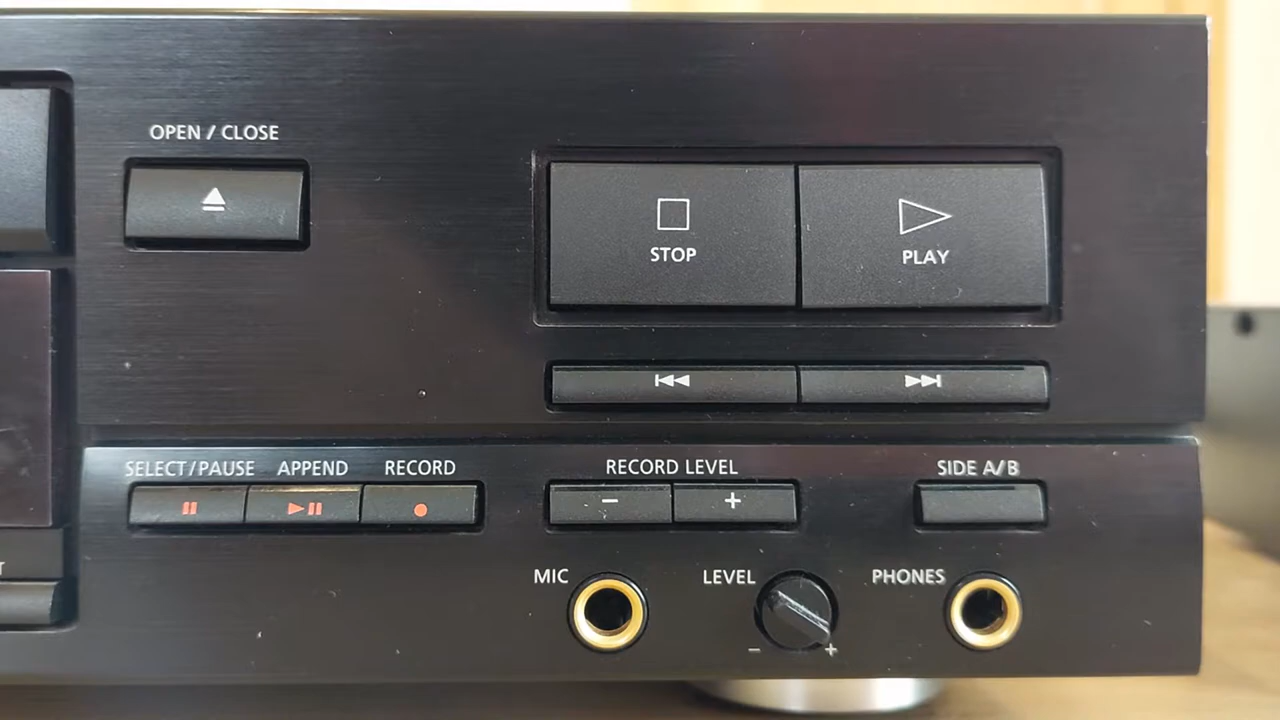 OPEN / CLOSE
STOP
PLAY
SELECT/PAUSE APPEND RECORD
RECORD LEVEL
SIDE A/B
− +
T
MIC
LEVEL
PHONES
− +